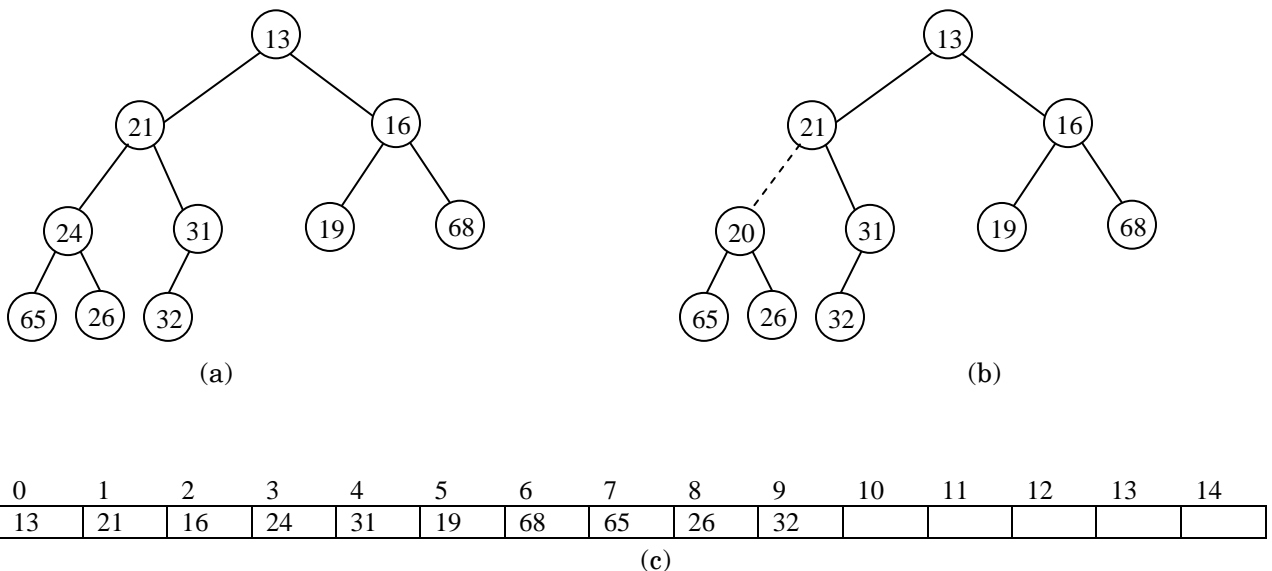 13 13
21 16 21 16
24 31 19 68 20 31 19 68
65 26 32 65 26 32
(a) (b)
0 1 2 3 4 5 6 7 8 9 10 11 12 13 14
13 21 16 24 31 19 68 65 26 32
(c)